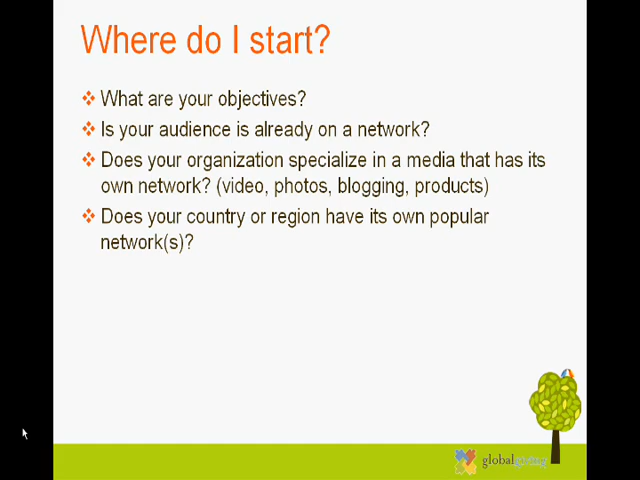 Where do I start?
What are your objectives?
Is your audience is already on a network?
Does your organization specialize in a media that has its
own network? (video, photos, blogging, products)
Does your country or region have its own popular
network(s)?
globalgiving